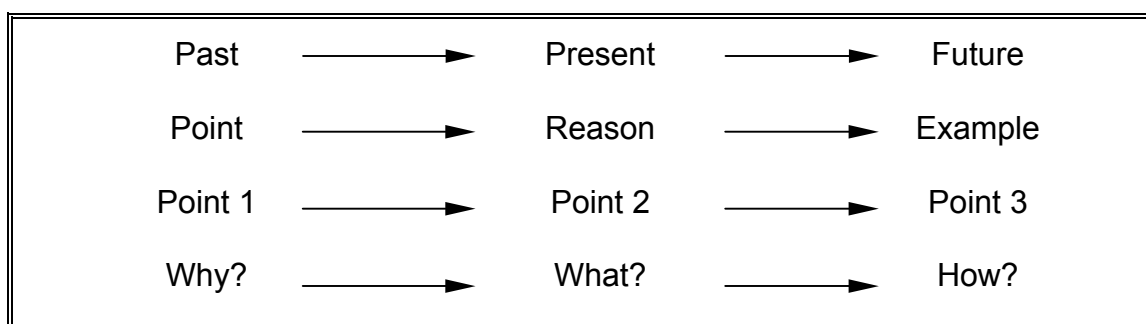 Past Present Future
Point Reason Example
Point 1 Point 2 Point 3
Why? What? How?